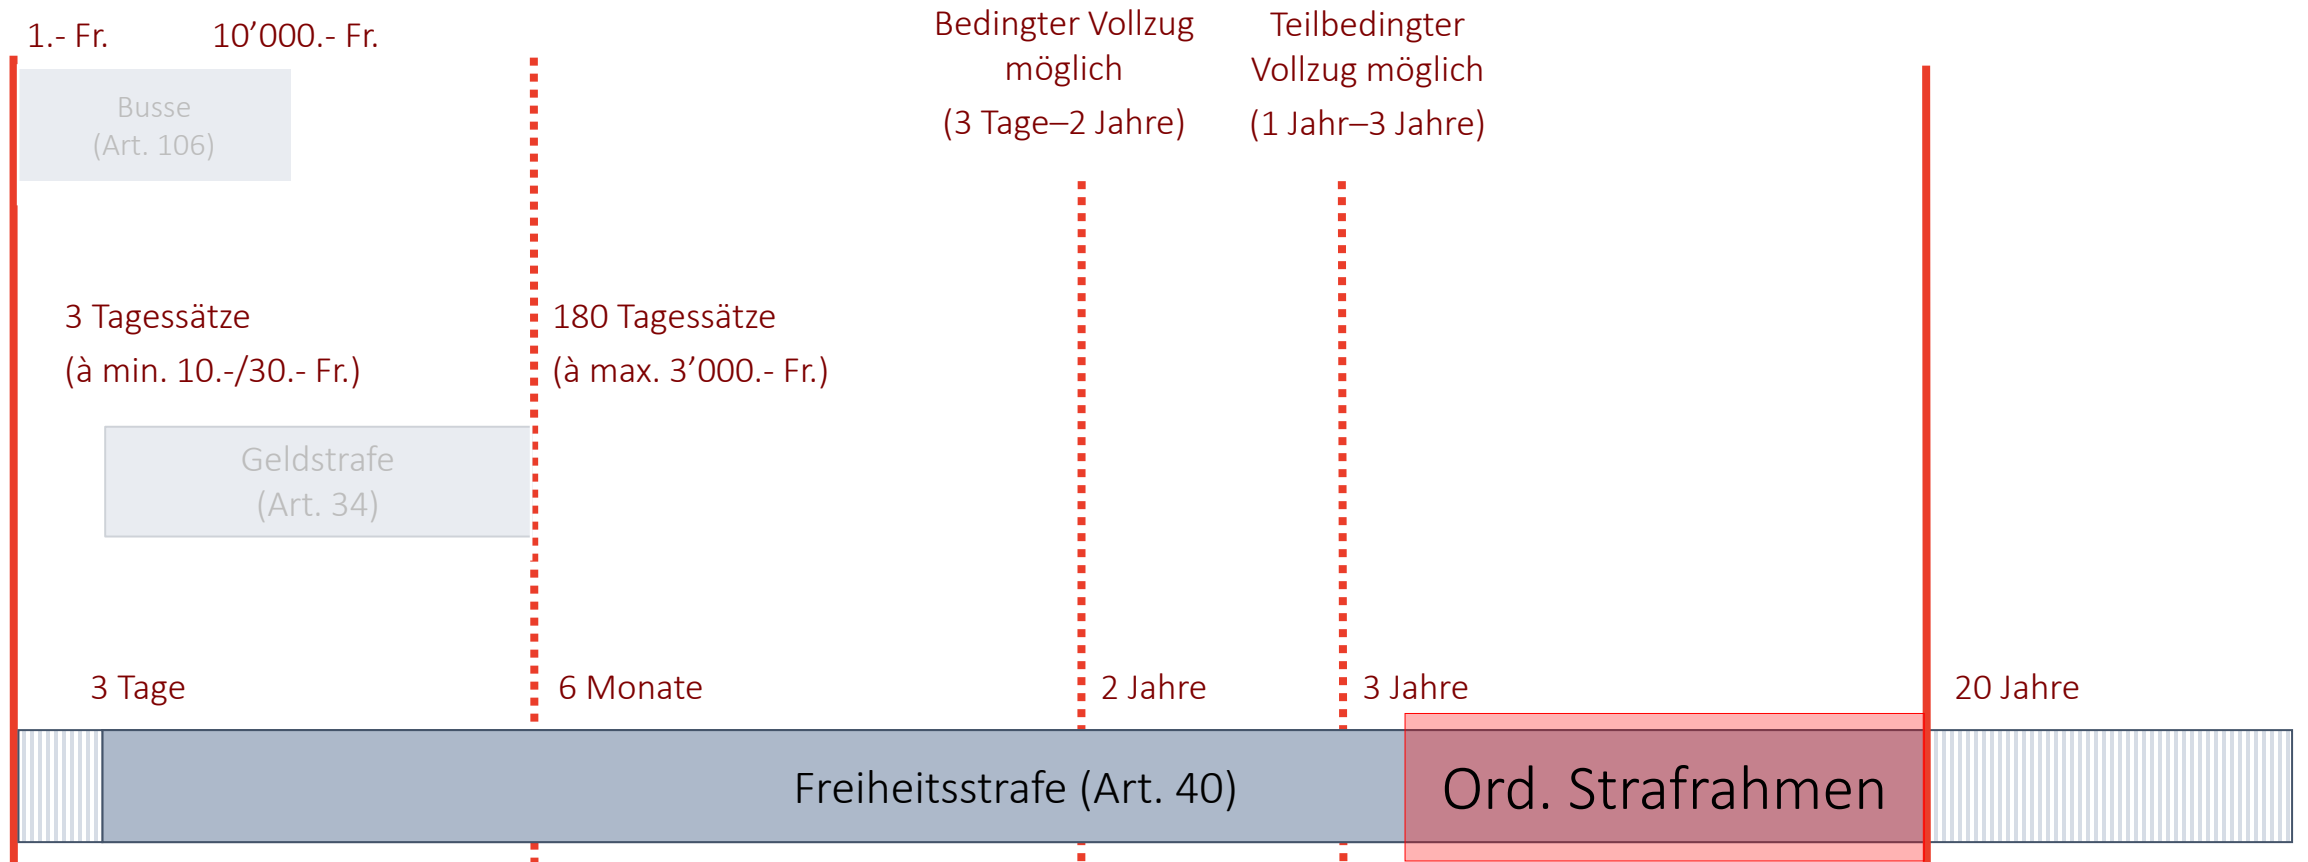 1.- Fr.
10’000.- Fr.
Bedingter Vollzug
möglich
(3 Tage–2 Jahre)
Teilbedingter
Vollzug möglich
(1 Jahr–3 Jahre)
Busse
(Art. 106)
3 Tagessätze
(à min. 10.-/30.- Fr.)
180 Tagessätze
(à max. 3’000.- Fr.)
Geldstrafe
(Art. 34)
3 Tage
6 Monate
2 Jahre
3 Jahre
20 Jahre
Freiheitsstrafe (Art. 40)
Ord. Strafrahmen